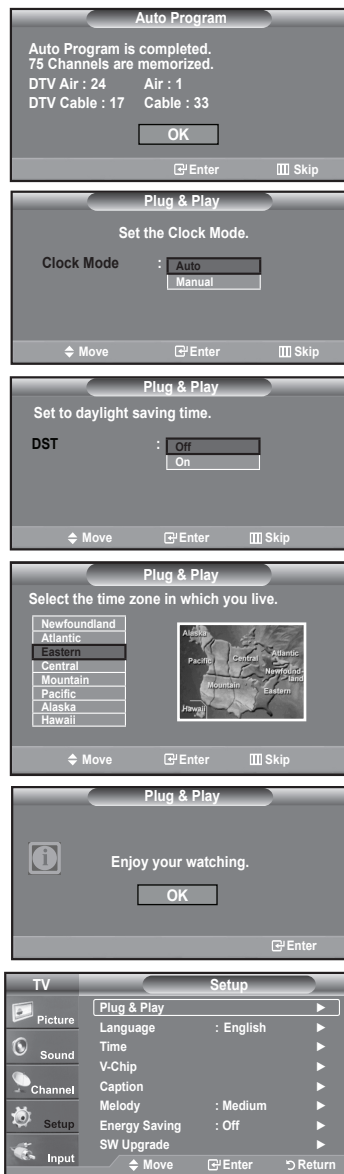 Auto Program
Auto Program is completed.
75 Channels are memorized.
DTV Air : 24 Air : 1
DTV Cable : 17 Cable : 33
OK
Enter Skip
Plug & Play
Set the Clock Mode.
Clock Mode : Auto
Manual
Move Enter Skip
Plug & Play
Set to daylight saving time.
DST : Off
On
Move Enter Skip
Plug & Play
Select the time zone in which you live.
Newfoundland
Atlantic
Eastern
Central
Mountain
Pacific
Alaska
Hawaii
Alaska
Pacific
Central
Atlantic
Newfound-
land
Mountain
Eastern
Hawaii
Move Enter Skip
Plug & Play
Enjoy your watching.
OK
Enter
TV Setup
Picture
Sound
Channel
Setup
Input
Plug & Play
Language : English
Time
V-Chip
Caption
Melody : Medium
Energy Saving : Off
SW Upgrade
Move Enter Return